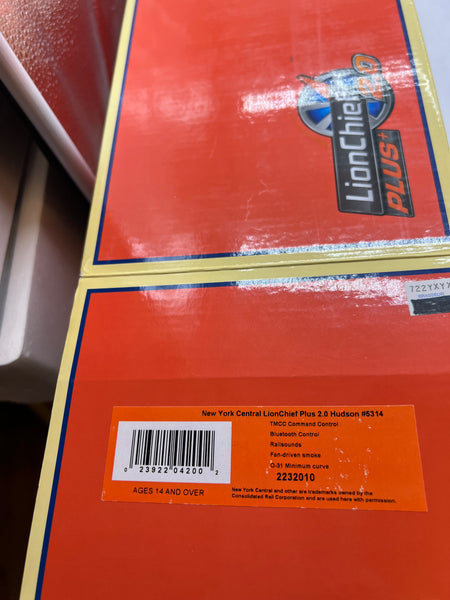 LionChief
PLUS+
2.0
722YXYX
New York Central LionChief Plus 2.0 Hudson #5314
TMCC Command Control
Bluetooth Control
Railsounds
Fan-driven smoke
O-31 Minimum curve
2232010
0 23922 04200 2
AGES 14 AND OVER
New York Central and other are trademarks owned by the
Consolidated Rail Corporation and are used here with permission.